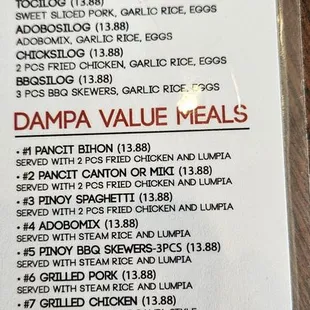 TOCILOG (13.88)
SWEET SLICED PORK, GARLIC RICE, EGGS
ADOBOSILOG (13.88)
ADOBOMIX, GARLIC RICE, EGGS
CHICKSILOG (13.88)
2 PCS FRIED CHICKEN, GARLIC RICE, EGGS
BBQSILOG (13.88)
3 PCS BBQ SKEWERS, GARLIC RICE, EGGS
DAMPA VALUE MEALS
• #1 PANCIT BIHON (13.88)
SERVED WITH 2 PCS FRIED CHICKEN AND LUMPIA
• #2 PANCIT CANTON OR MIKI (13.88)
SERVED WITH 2 PCS FRIED CHICKEN AND LUMPIA
• #3 PINOY SPAGHETTI (13.88)
SERVED WITH 2 PCS FRIED CHICKEN AND LUMPIA
• #4 ADOBOMIX (13.88)
SERVED WITH STEAM RICE AND LUMPIA
• #5 PINOY BBQ SKEWERS-3PCS (13.88)
SERVED WITH STEAM RICE AND LUMPIA
• #6 GRILLED PORK (13.88)
SERVED WITH STEAM RICE AND LUMPIA
• #7 GRILLED CHICKEN (13.88)